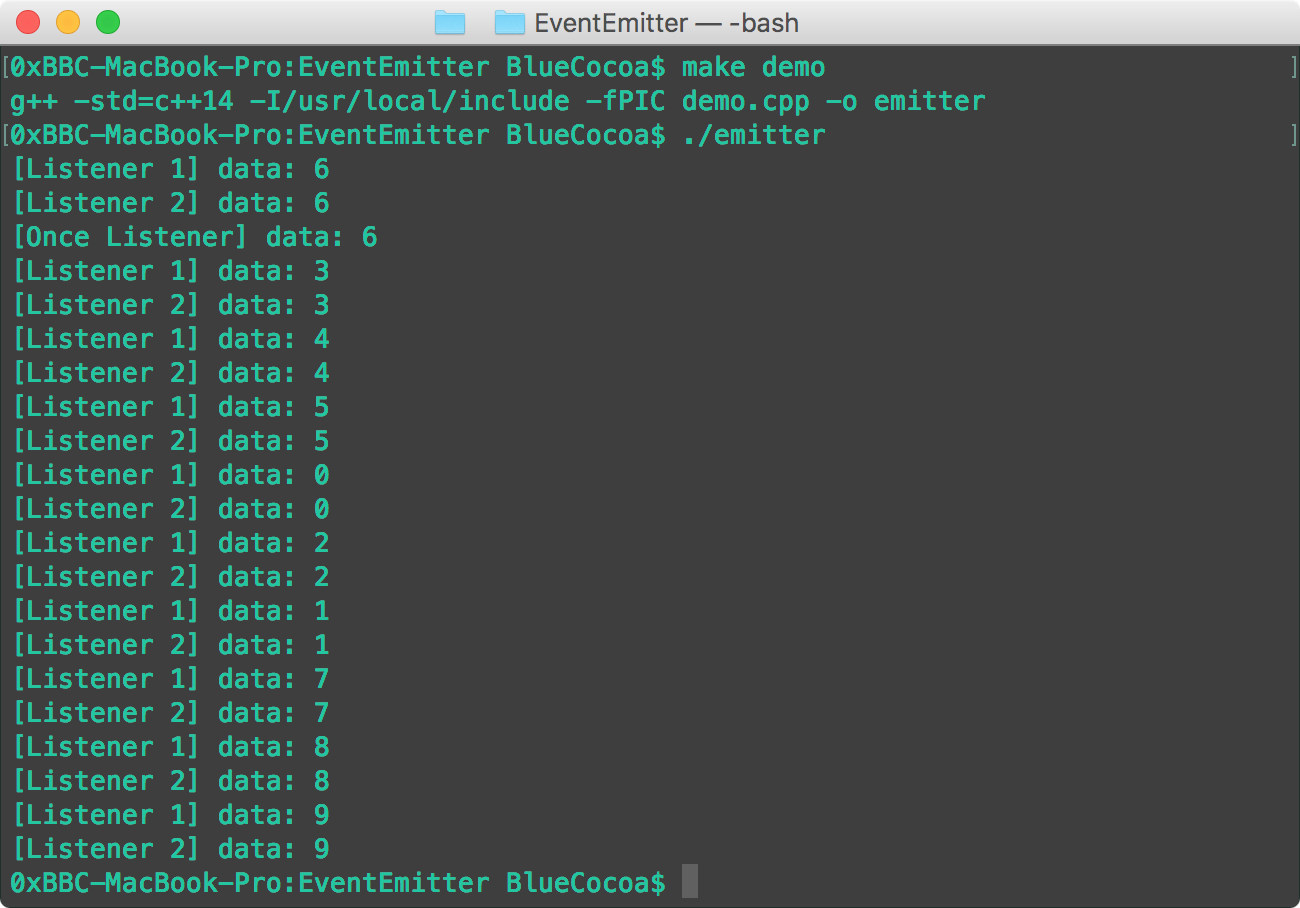 EventEmitter — -bash
[0xBBC-MacBook-Pro:EventEmitter BlueCocoa$ make demo ]
g++ -std=c++14 -I/usr/local/include -fPIC demo.cpp -o emitter
[0xBBC-MacBook-Pro:EventEmitter BlueCocoa$ ./emitter ]
[Listener 1] data: 6
[Listener 2] data: 6
[Once Listener] data: 6
[Listener 1] data: 3
[Listener 2] data: 3
[Listener 1] data: 4
[Listener 2] data: 4
[Listener 1] data: 5
[Listener 2] data: 5
[Listener 1] data: 0
[Listener 2] data: 0
[Listener 1] data: 2
[Listener 2] data: 2
[Listener 1] data: 1
[Listener 2] data: 1
[Listener 1] data: 7
[Listener 2] data: 7
[Listener 1] data: 8
[Listener 2] data: 8
[Listener 1] data: 9
[Listener 2] data: 9
0xBBC-MacBook-Pro:EventEmitter BlueCocoa$